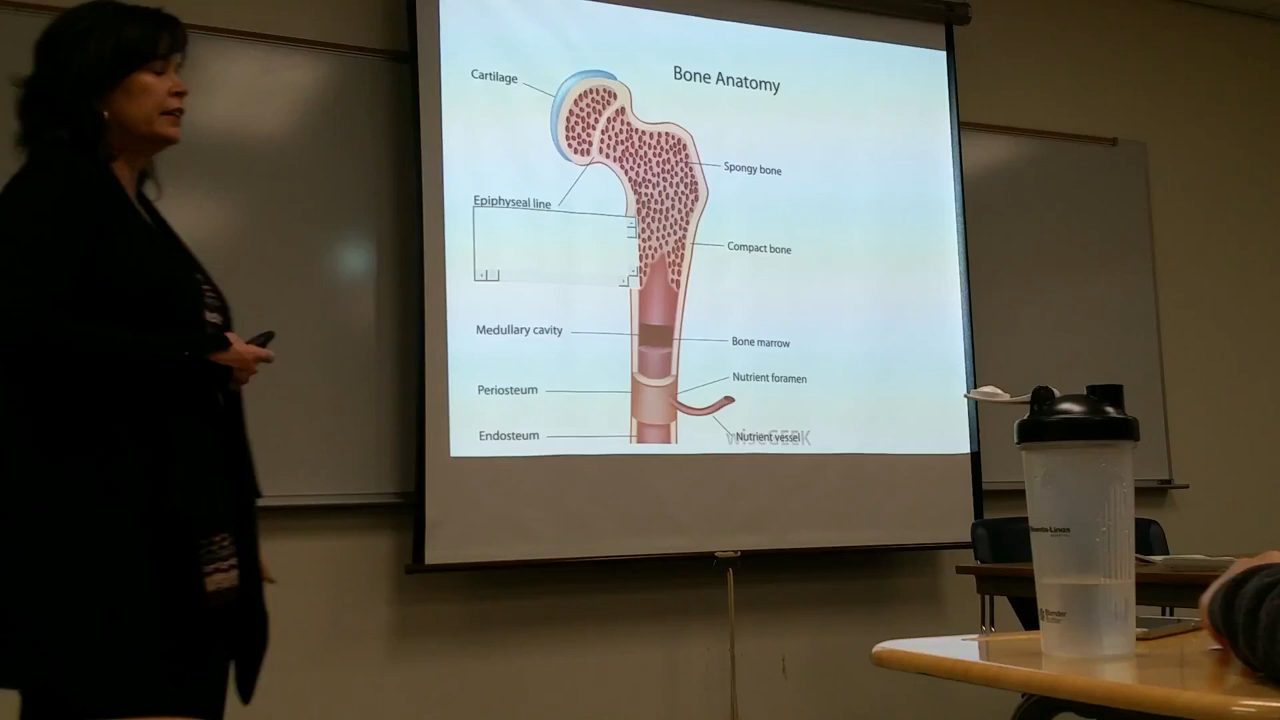 Bone Anatomy
Cartilage
Spongy bone
Epiphyseal line
Compact bone
Medullary cavity
Bone marrow
Nutrient foramen
Periosteum
Endosteum
Nutrient vessel
wiseGEEK